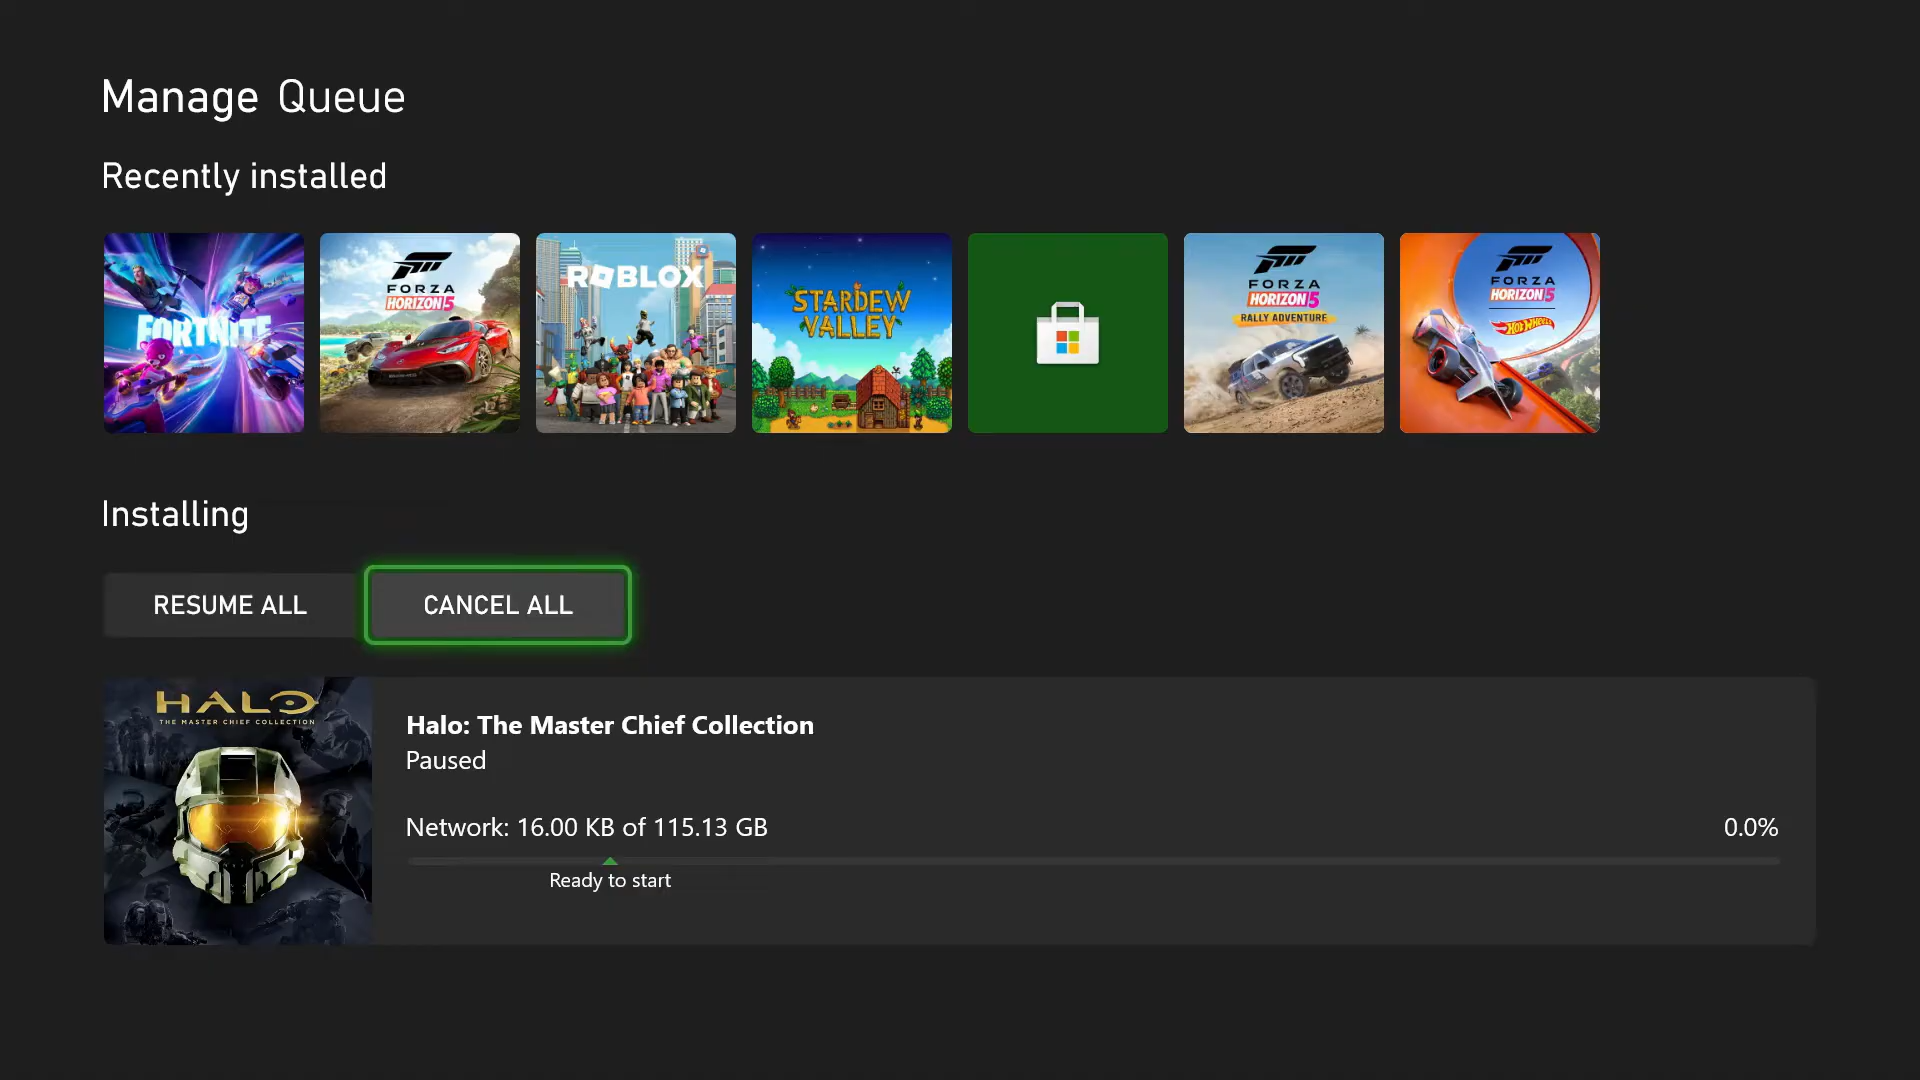 Manage Queue
Recently installed
FORTNITE
FORZA
HORIZON 5
ROBLOX
STARDEW
VALLEY
FORZA
HORIZON 5
RALLY ADVENTURE
FORZA
HORIZON 5
HOT WHEELS
Installing
RESUME ALL
CANCEL ALL
HALO
THE MASTER CHIEF COLLECTION
Halo: The Master Chief Collection
Paused
Network: 16.00 KB of 115.13 GB
0.0%
Ready to start